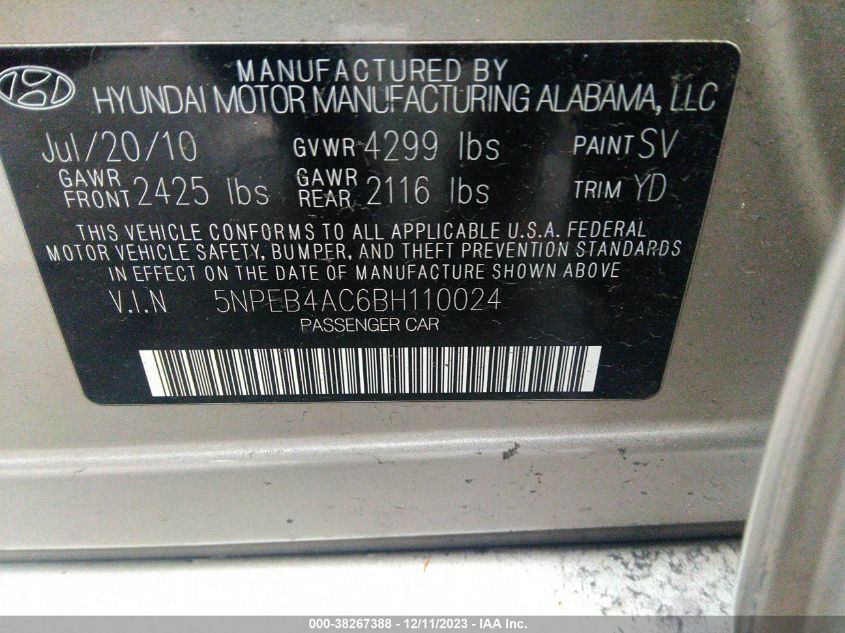 MANUFACTURED BY
HYUNDAI MOTOR MANUFACTURING ALABAMA, LLC
Jul/20/10 GVWR 4299 lbs PAINT SV
GAWR FRONT 2425 lbs GAWR REAR 2116 lbs TRIM YD
THIS VEHICLE CONFORMS TO ALL APPLICABLE U.S.A. FEDERAL
MOTOR VEHICLE SAFETY, BUMPER, AND THEFT PREVENTION STANDARDS
IN EFFECT ON THE DATE OF MANUFACTURE SHOWN ABOVE
V.I.N 5NPEB4AC6BH110024
PASSENGER CAR
000-38267388 - 12/11/2023 - IAA Inc.